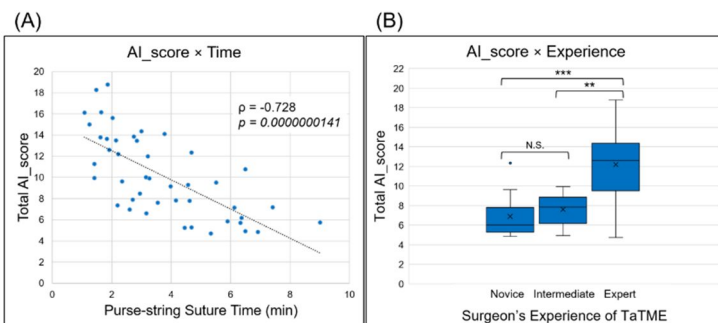 (A)
AI_score × Time
ρ = -0.728
p = 0.0000000141
Total AI_score
20
18
16
14
12
10
8
6
4
2
0
0 2 4 6 8 10
Purse-string Suture Time (min)
(B)
AI_score × Experience
***
**
N.S.
Total AI_score
22
20
18
16
14
12
10
8
6
4
2
0
Novice Intermediate Expert
Surgeon's Experience of TaTME